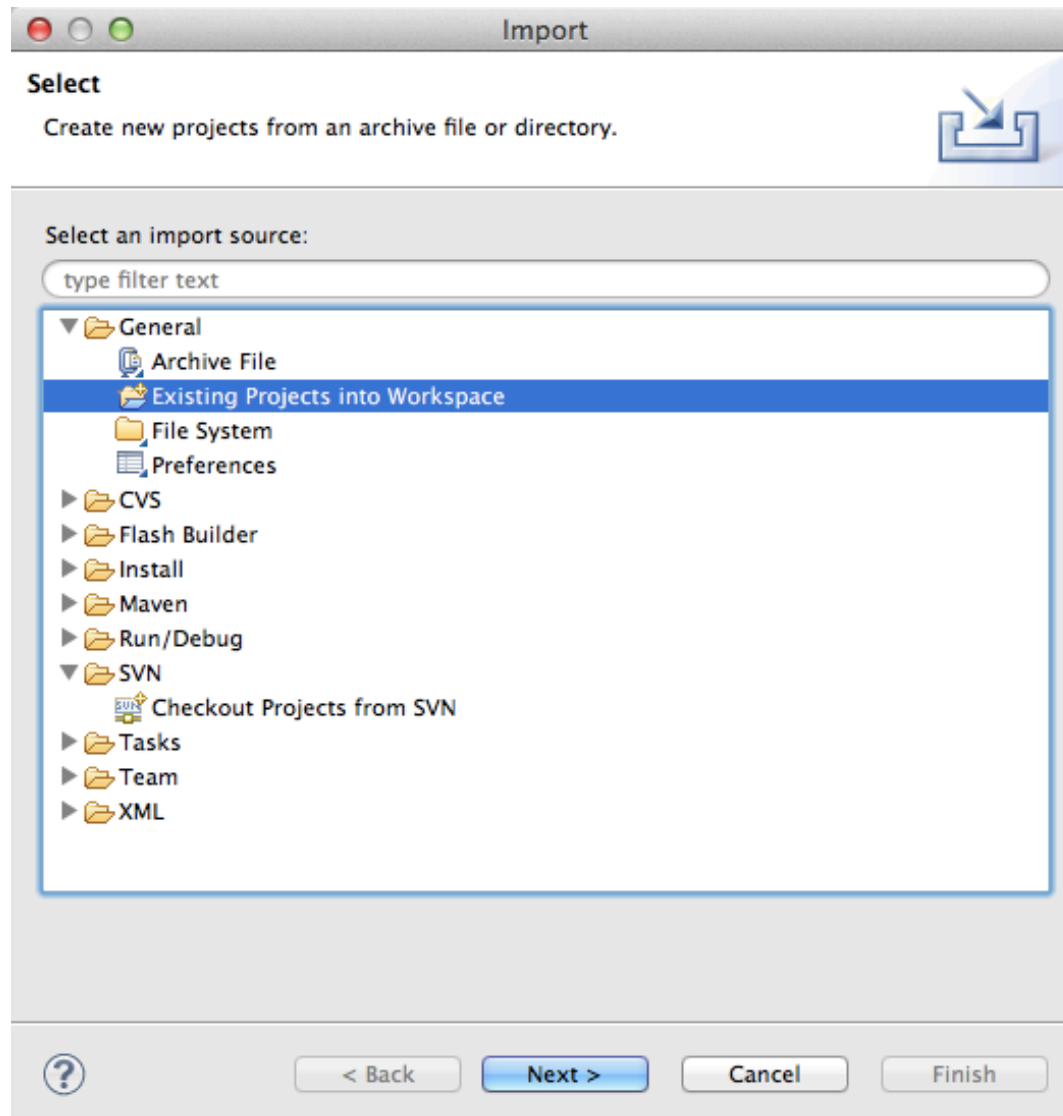 Import
Select
Create new projects from an archive file or directory.
Select an import source:
type filter text
General
Archive File
Existing Projects into Workspace
File System
Preferences
CVS
Flash Builder
Install
Maven
Run/Debug
SVN
Checkout Projects from SVN
Tasks
Team
XML
? < Back Next > Cancel Finish